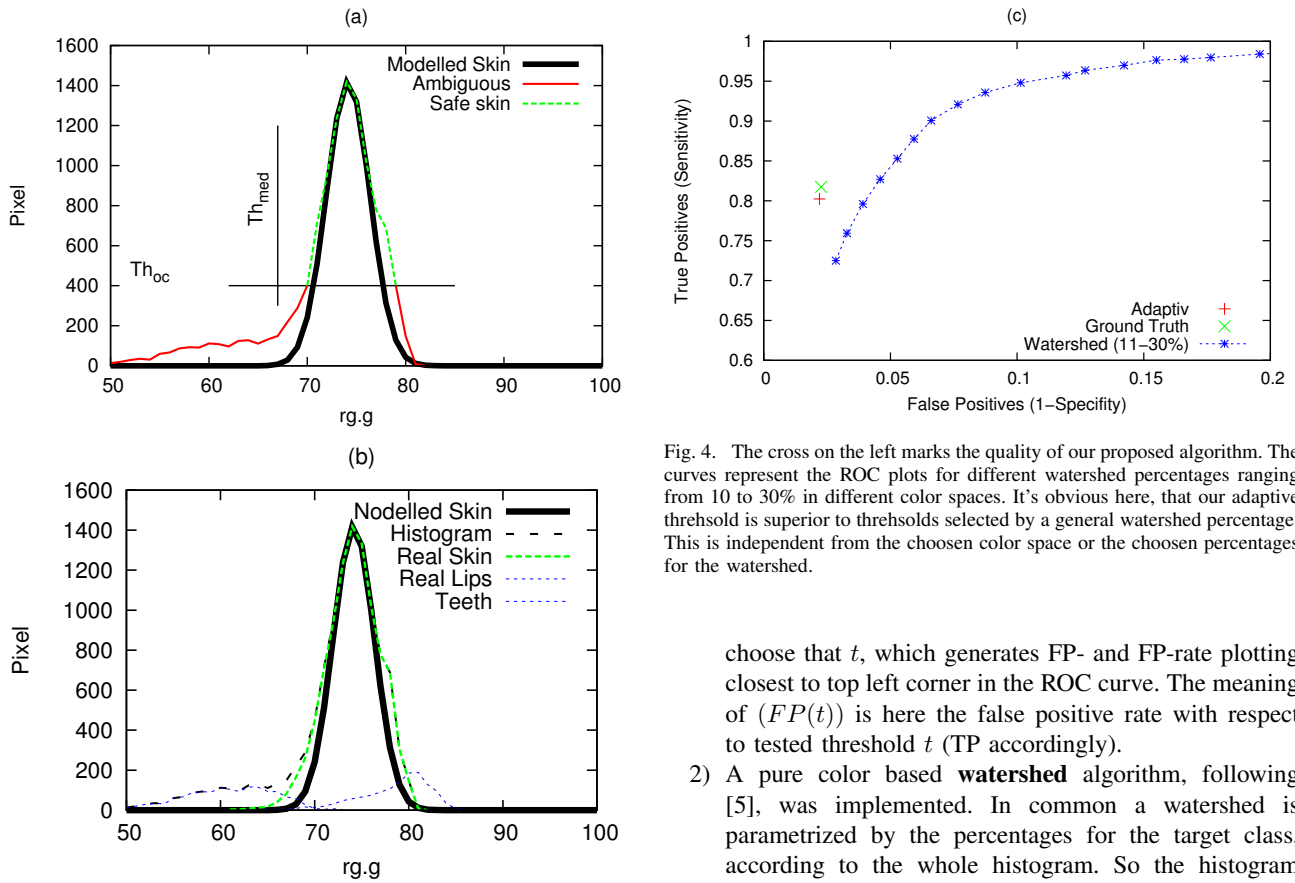 (a)
1600
1400
1200
1000
800
600
400
200
0
Pixel
Modelled Skin
Ambiguous
Safe skin
Th_med
Th_oc
50 60 70 80 90 100
rg.g
(b)
1600
1400
1200
1000
800
600
400
200
0
Pixel
Nodelled Skin
Histogram
Real Skin
Real Lips
Teeth
50 60 70 80 90 100
rg.g
(c)
1
0.95
0.9
0.85
0.8
0.75
0.7
0.65
0.6
True Positives (Sensitivity)
Adaptiv
Ground Truth
Watershed (11−30%)
0 0.05 0.1 0.15 0.2
False Positives (1−Specifity)
Fig. 4. The cross on the left marks the quality of our proposed algorithm. The
curves represent the ROC plots for different watershed percentages ranging
from 10 to 30% in different color spaces. It's obvious here, that our adaptive
threhsold is superior to threhsolds selected by a general watershed percentage
This is independent from the choosen color space or the choosen percentages
for the watershed.
choose that t, which generates FP- and FP-rate plotting
closest to top left corner in the ROC curve. The meaning
of (FP(t)) is here the false positive rate with respect
to tested threshold t (TP accordingly).
2) A pure color based watershed algorithm, following
[5], was implemented. In common a watershed is
parametrized by the percentages for the target class,
according to the whole histogram. So the histogram